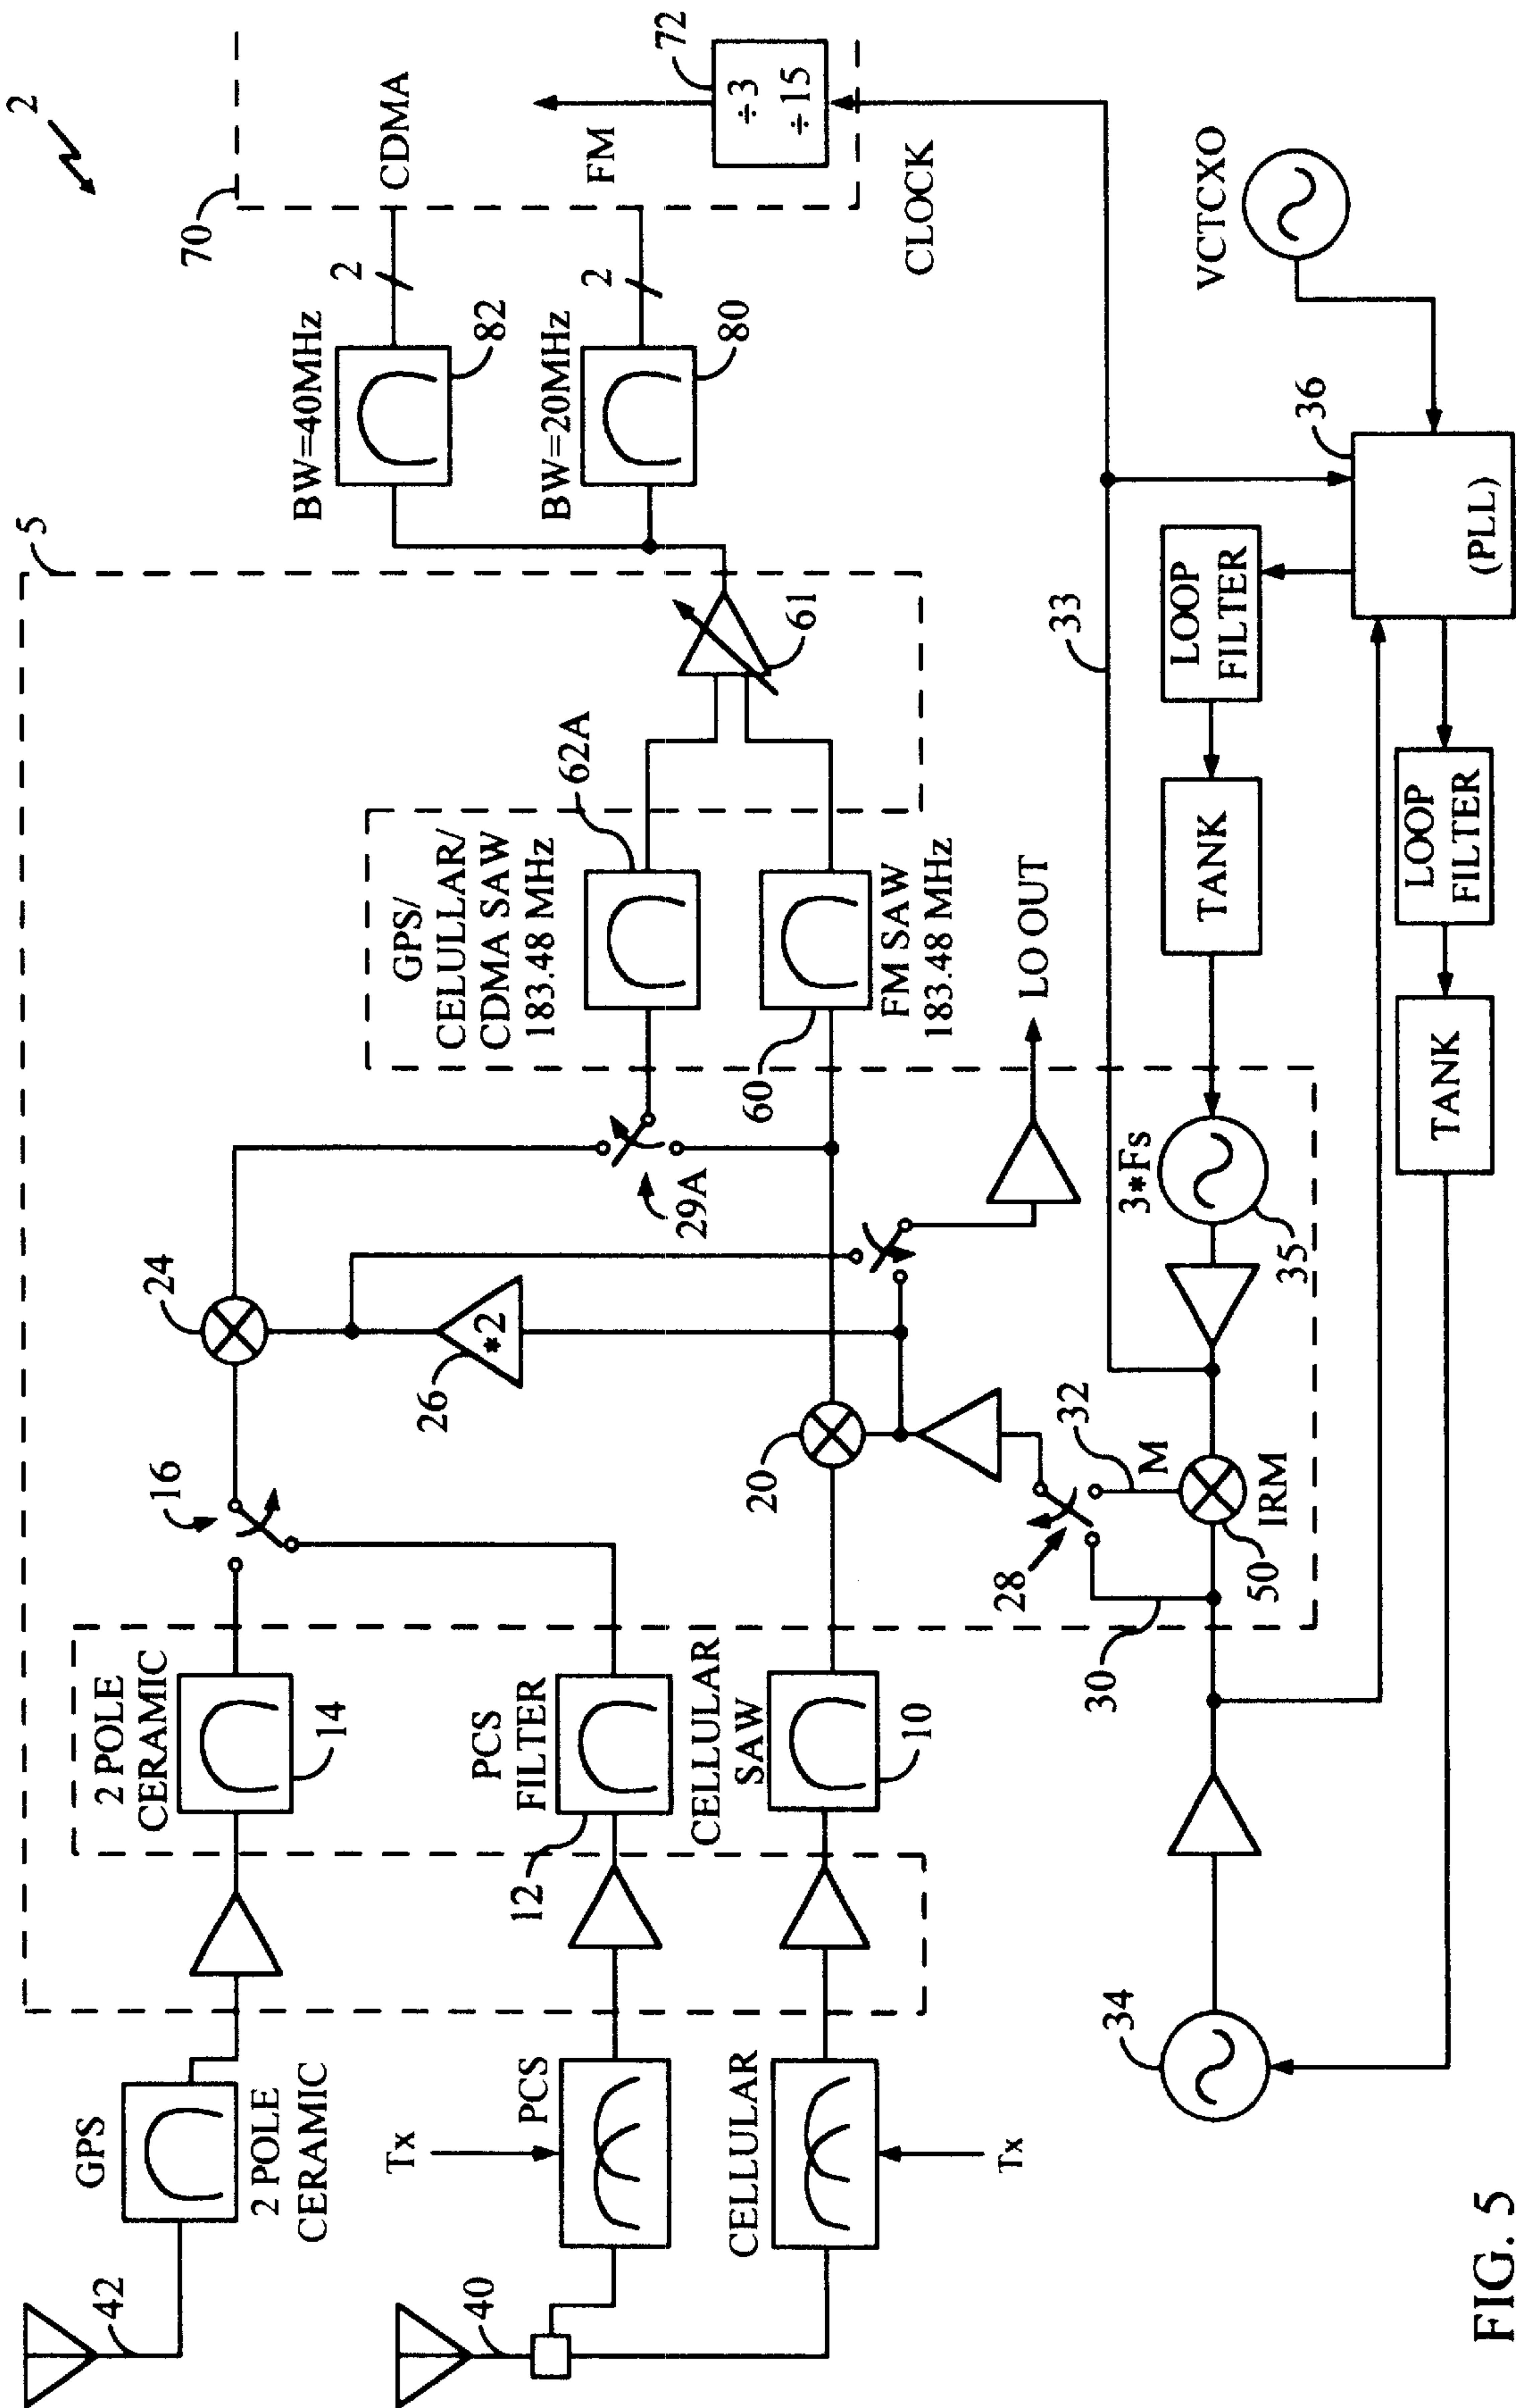 2
5
70
CDMA
FM
72
÷3
÷15
CLOCK
BW=40MHz
2
82
BW=20MHz
2
80
61
GPS/
CELULLAR/
CDMA SAW
183.48 MHz
62A
60
FM SAW
183.48 MHz
24
29A
*2
26
16
20
LO OUT
2 POLE
CERAMIC
14
PCS
FILTER
12
CELLULAR
SAW
10
GPS
2 POLE
CERAMIC
42
Tx
PCS
40
CELLULAR
Tx
28
30
32
M
50
IRM
33
3*Fs
35
TANK
LOOP
FILTER
36
(PLL)
VCTCXO
LOOP
FILTER
TANK
34
FIG. 5